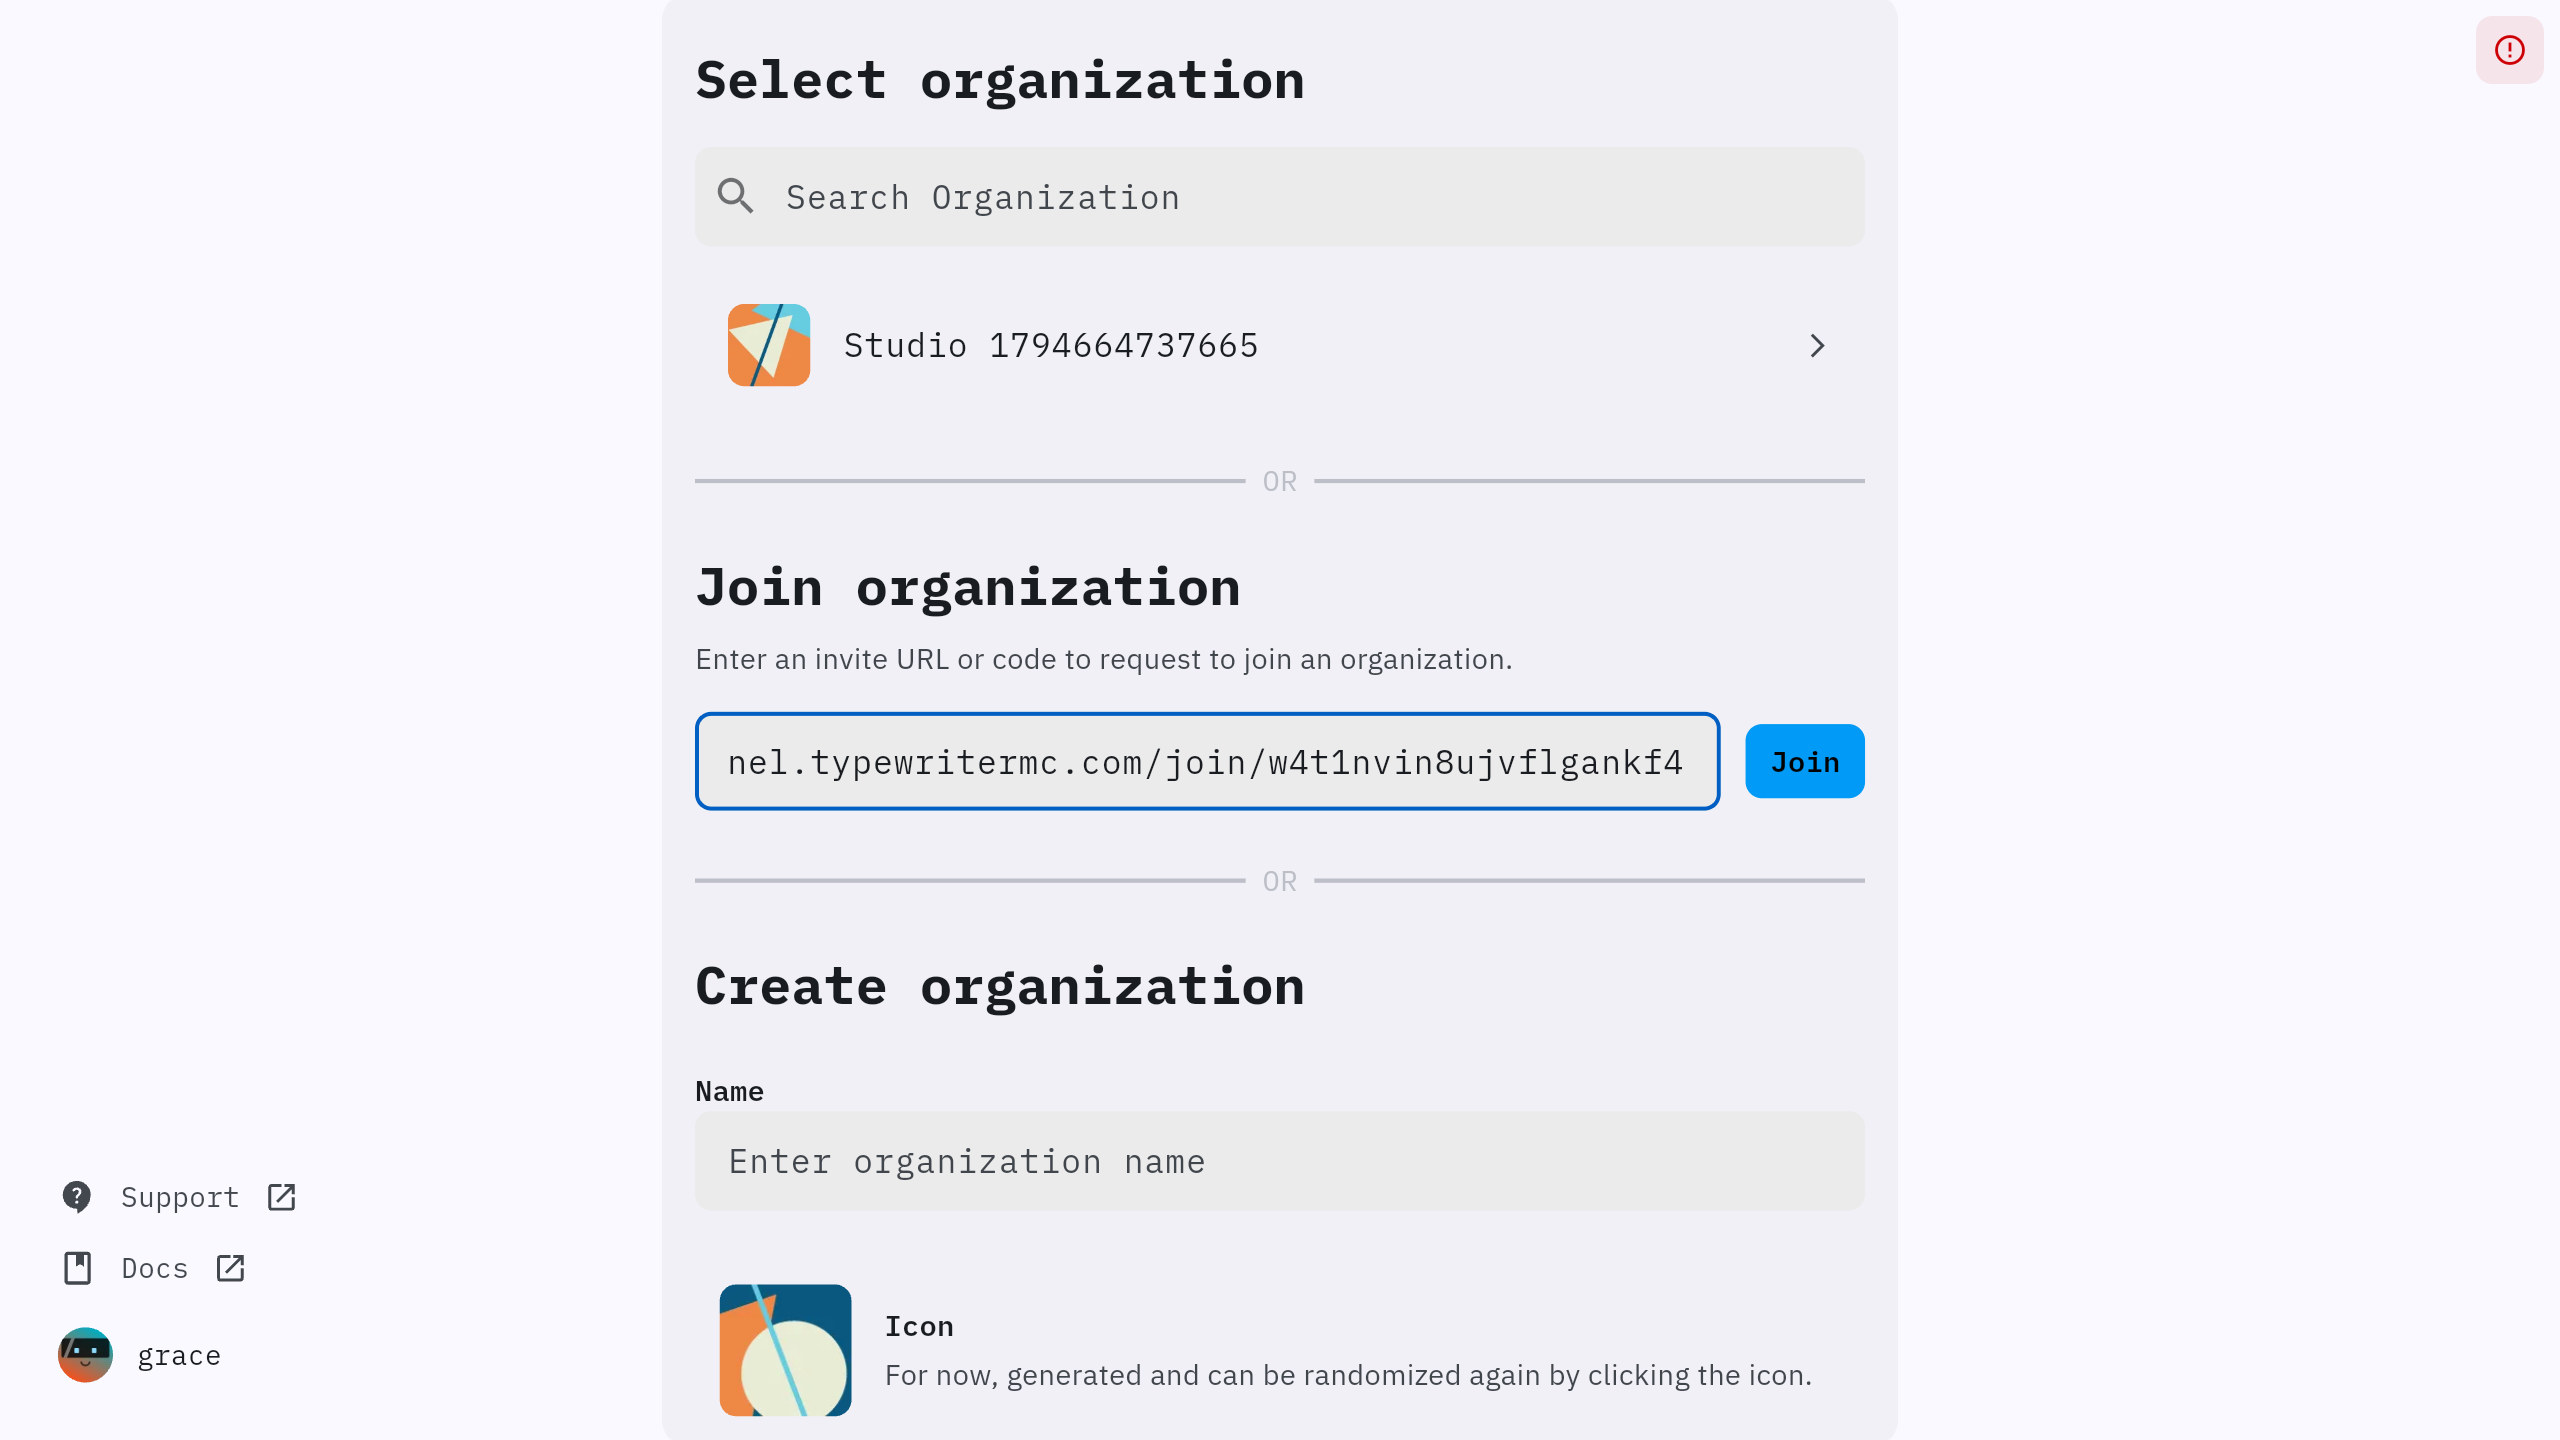 Select organization
Search Organization
Studio 1794664737665
OR
Join organization
Enter an invite URL or code to request to join an organization.
nel.typewritermc.com/join/w4t1nvin8ujvflgankf4
Join
OR
Create organization
Name
Enter organization name
Icon
For now, generated and can be randomized again by clicking the icon.
Support
Docs
grace